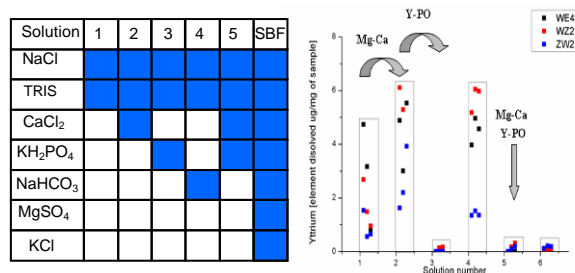 Solution 1 2 3 4 5 SBF
NaCl
TRIS
CaCl₂
KH₂PO₄
NaHCO₃
MgSO₄
KCl
WE4
WZ2
ZW2
Y-PO
Mg-Ca
Mg-Ca
Y-PO
Yttrium [element disolved ug/mg of sample]
8
6
4
2
0
1 2 3 4 5 6
Solution number